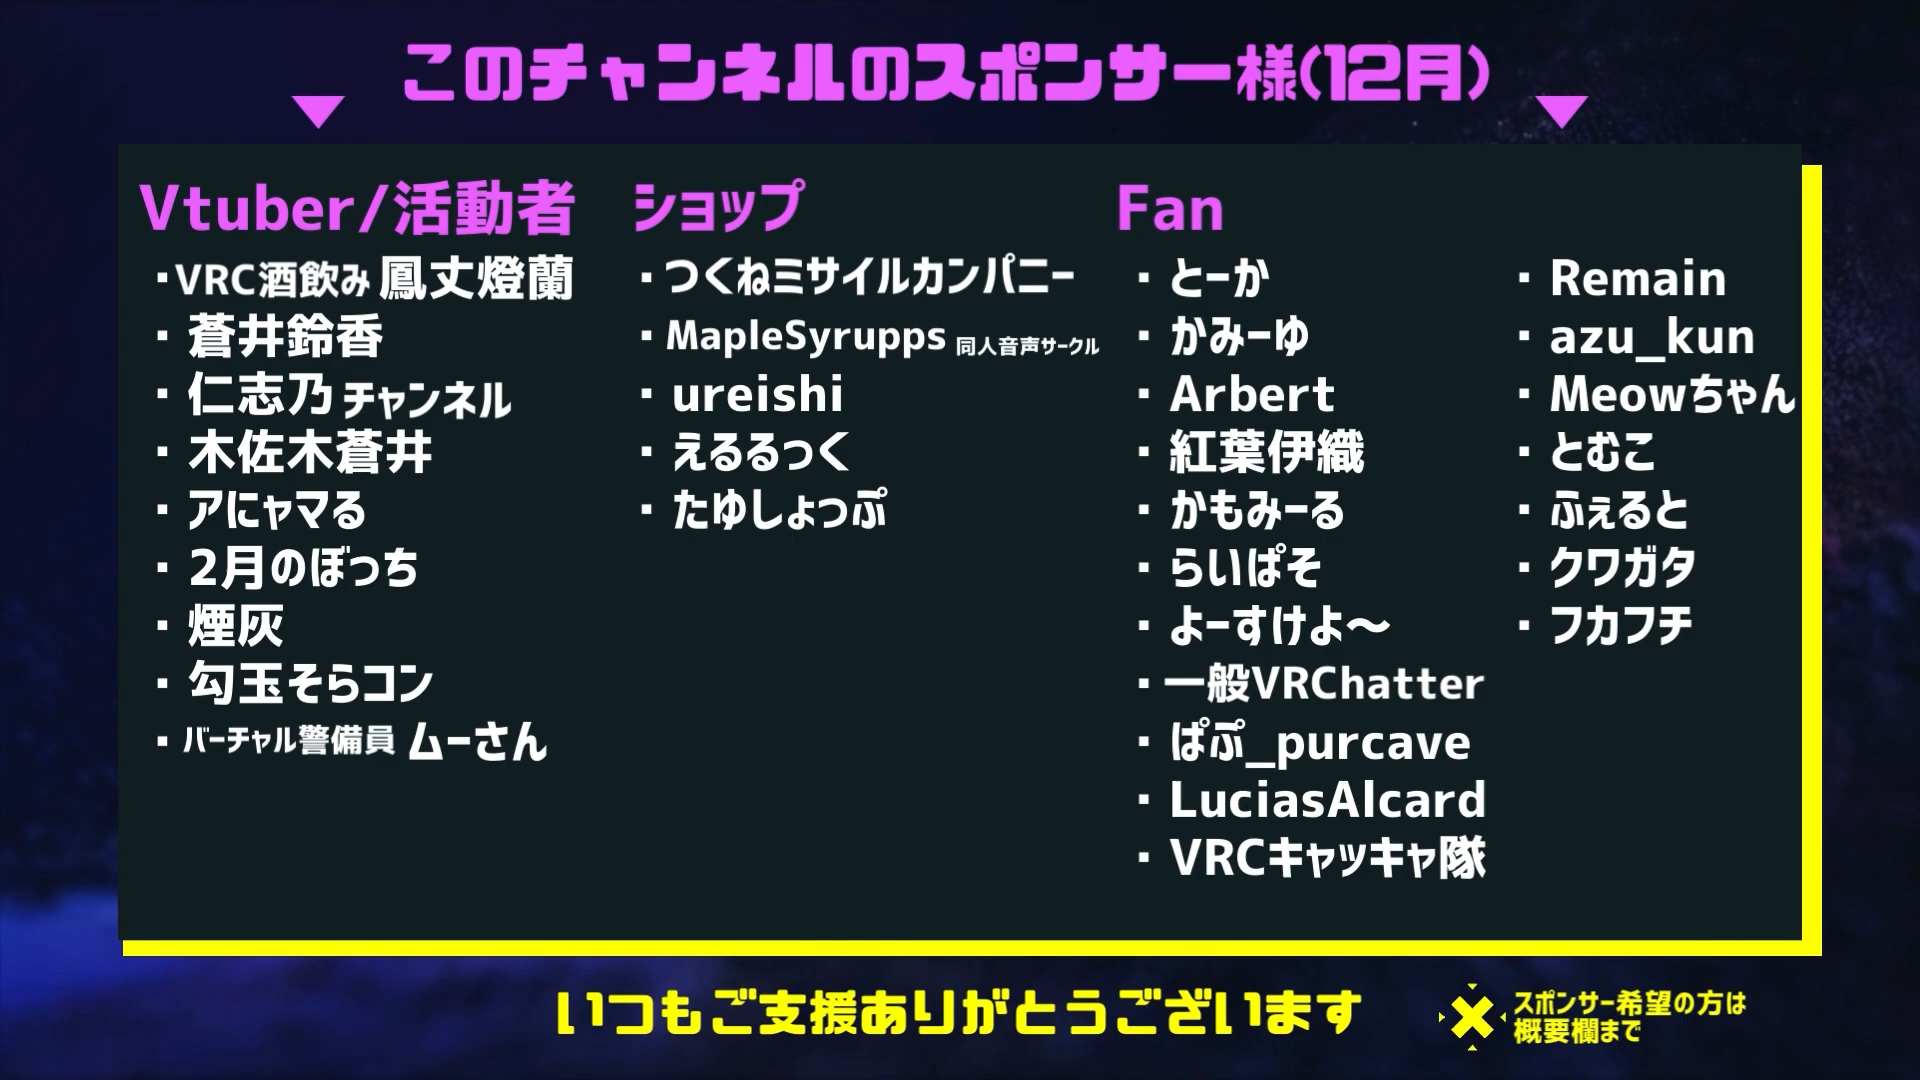 このチャンネルのスポンサー様(12月)
Vtuber/活動者
・VRC酒飲み 鳳丈燈蘭
・蒼井鈴香
・仁志乃 チャンネル
・木佐木蒼井
・アにャマる
・2月のぼっち
・煙灰
・勾玉そらコン
・バーチャル警備員 ムーさん
ショップ
・つくねミサイルカンパニー
・MapleSyrupps 同人音声サークル
・ureishi
・えるるっく
・たゆしょっぷ
Fan
・とーか
・かみーゆ
・Arbert
・紅葉伊織
・かもみーる
・らいぱそ
・よーすけよ～
・一般VRChatter
・ぱぷ_purcave
・LuciasAlcard
・VRCキャッキャ隊
・Remain
・azu_kun
・Meowちゃん
・とむこ
・ふぇると
・クワガタ
・フカフチ
いつもご支援ありがとうございます
スポンサー希望の方は
概要欄まで